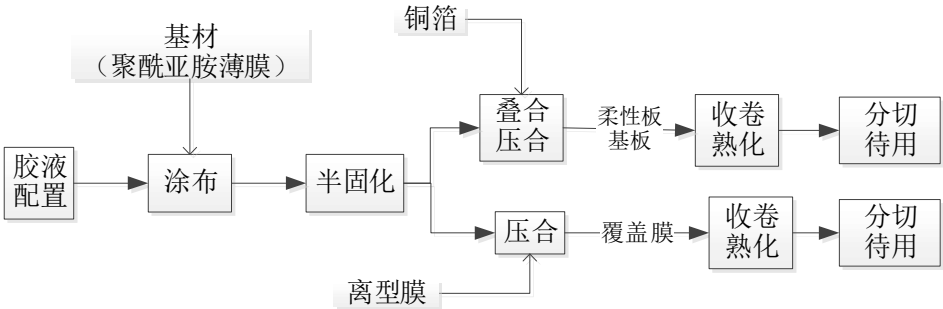 铜箔
基材
（聚酰亚胺薄膜）
胶液
配置
涂布
半固化
叠合
压合
柔性板
基板
收卷
熟化
分切
待用
压合
覆盖膜
收卷
熟化
分切
待用
离型膜